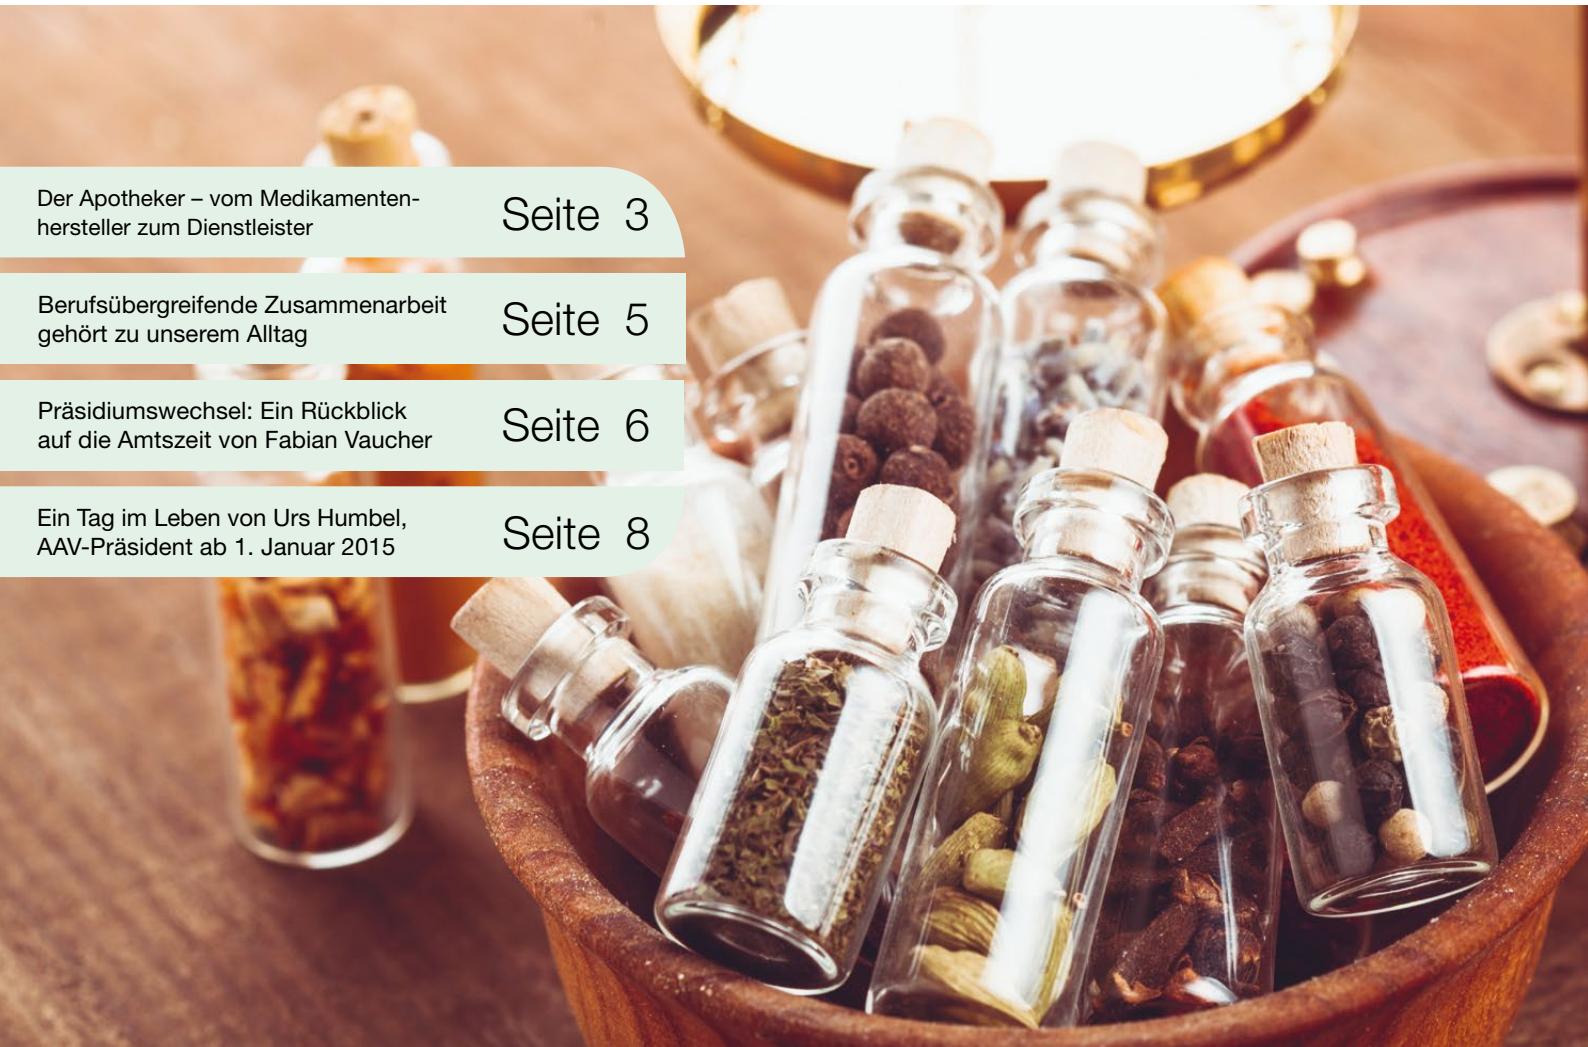 Der Apotheker – vom Medikamenten-
hersteller zum Dienstleister
Seite 3
Berufsübergreifende Zusammenarbeit
gehört zu unserem Alltag
Seite 5
Präsidiumswechsel: Ein Rückblick
auf die Amtszeit von Fabian Vaucher
Seite 6
Ein Tag im Leben von Urs Humbel,
AAV-Präsident ab 1. Januar 2015
Seite 8